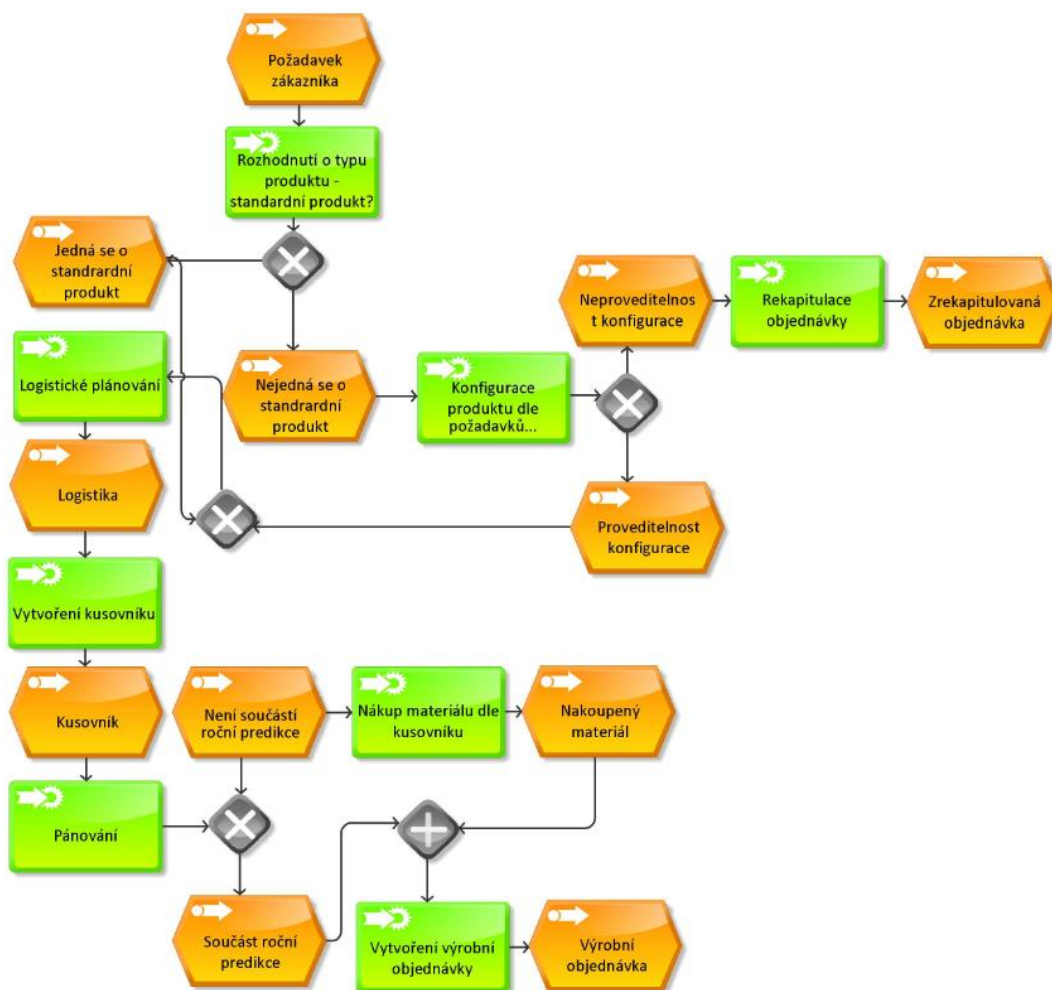 Požadavek
zákazníka
Rozhodnutí o typu
produktu -
standardní produkt?
Jedná se o
standrardní
produkt
Neproveditelnos
t konfigurace
Rekapitulace
objednávky
Zrekapitulovaná
objednávka
Logistické plánování
Nejedná se o
standrardní
produkt
Konfigurace
produktu dle
požadavků...
Logistika
Proveditelnost
konfigurace
Vytvoření kusovníku
Kusovník
Není součástí
roční predikce
Nákup materiálu dle
kusovníku
Nakoupený
materiál
Pánování
Součást roční
predikce
Vytvoření výrobní
objednávky
Výrobní
objednávka